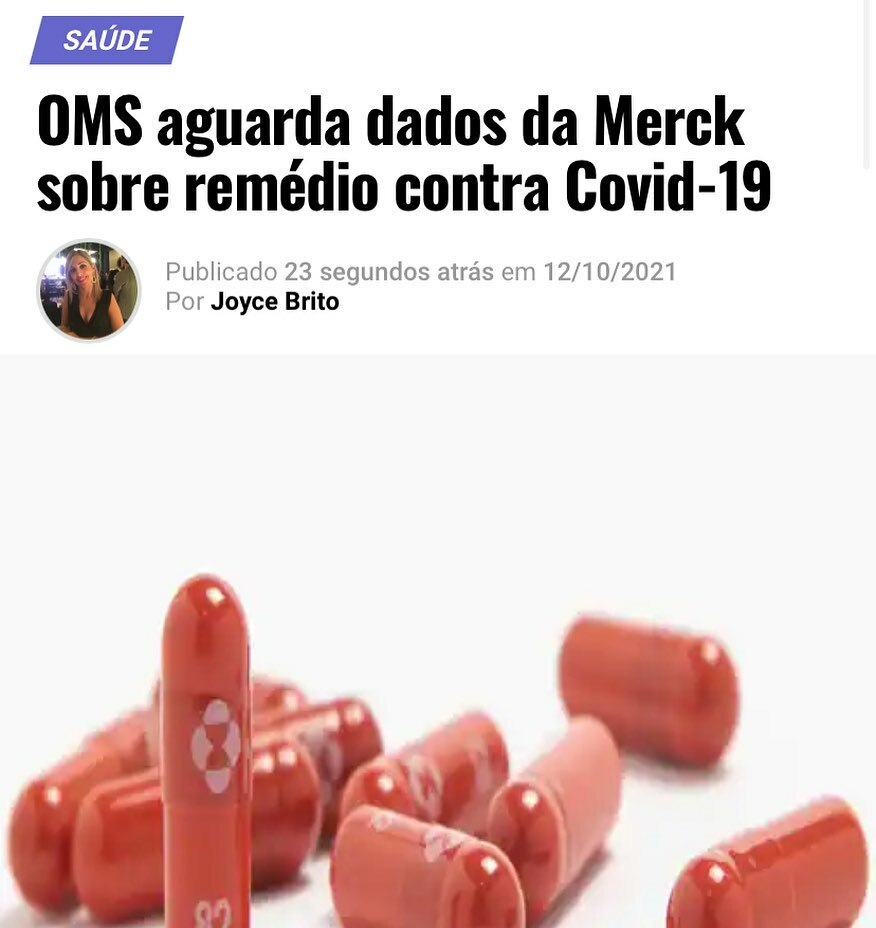 SAÚDE
OMS aguarda dados da Merck
sobre remédio contra Covid-19
Publicado 23 segundos atrás em 12/10/2021
Por Joyce Brito